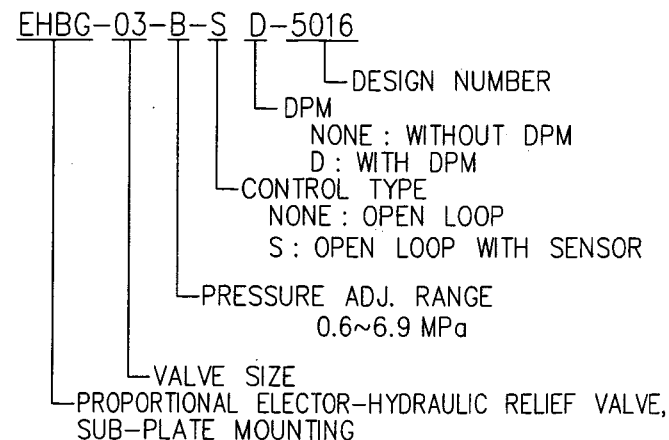 EHBG-03-B-S D-5016
DESIGN NUMBER
DPM
NONE : WITHOUT DPM
D : WITH DPM
CONTROL TYPE
NONE : OPEN LOOP
S : OPEN LOOP WITH SENSOR
PRESSURE ADJ. RANGE
0.6~6.9 MPa
VALVE SIZE
PROPORTIONAL ELECTOR-HYDRAULIC RELIEF VALVE,
SUB-PLATE MOUNTING